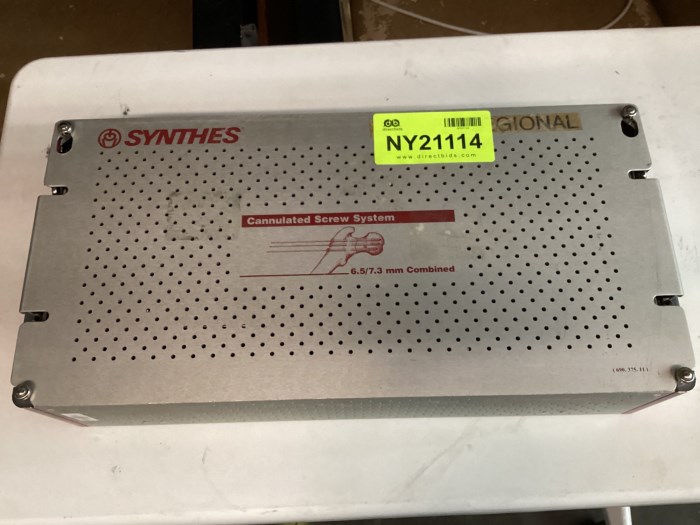 SYNTHES
NY21114
www.directbids.com
GIONAL
Cannulated Screw System
6.5/7.3 mm Combined